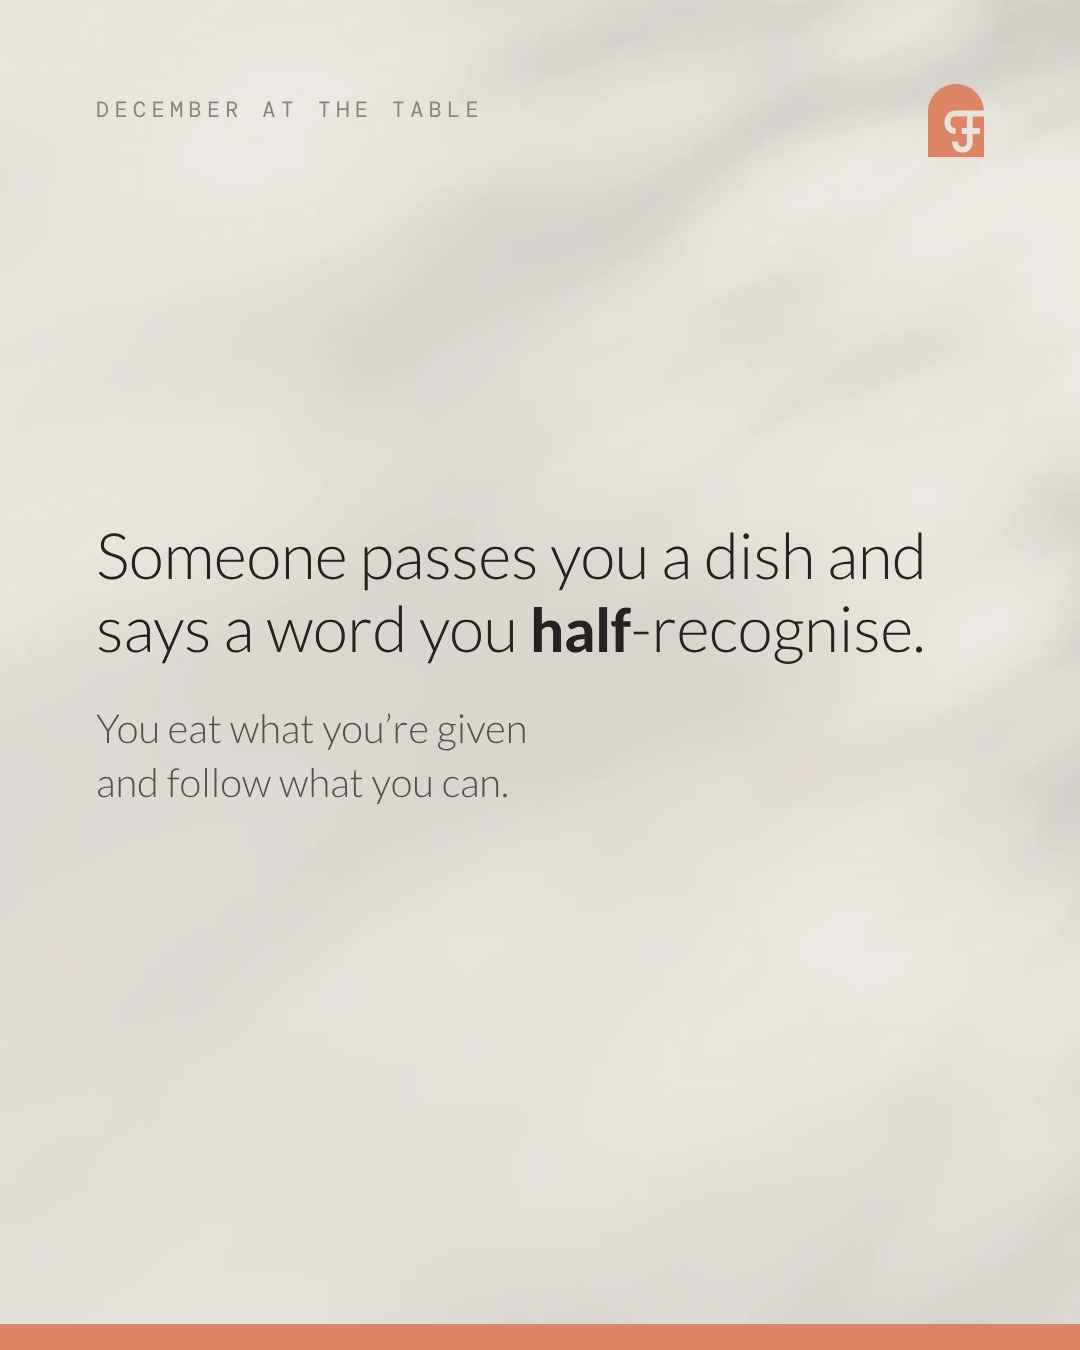 DECEMBER AT THE TABLE
Someone passes you a dish and
says a word you half-recognise.
You eat what you’re given
and follow what you can.